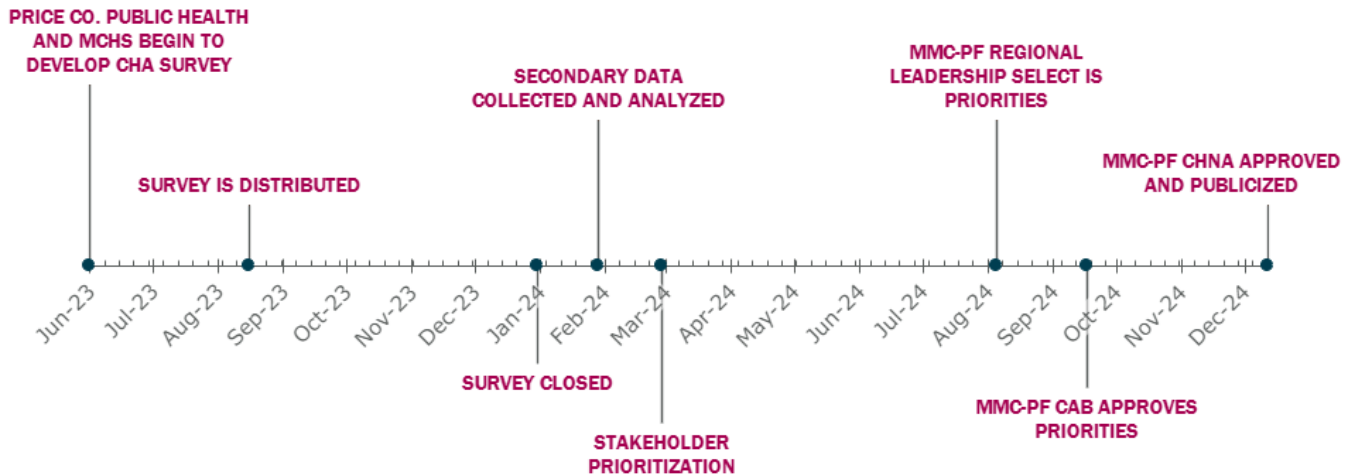 PRICE CO. PUBLIC HEALTH
AND MCHS BEGIN TO
DEVELOP CHA SURVEY
SURVEY IS DISTRIBUTED
SECONDARY DATA
COLLECTED AND ANALYZED
MMC-PF REGIONAL
LEADERSHIP SELECT IS
PRIORITIES
MMC-PF CHNA APPROVED
AND PUBLICIZED
Jun-23
Jul-23
Aug-23
Sep-23
Oct-23
Nov-23
Dec-23
Jan-24
Feb-24
Mar-24
Apr-24
May-24
Jun-24
Jul-24
Aug-24
Sep-24
Oct-24
Nov-24
Dec-24
SURVEY CLOSED
STAKEHOLDER
PRIORITIZATION
MMC-PF CAB APPROVES
PRIORITIES